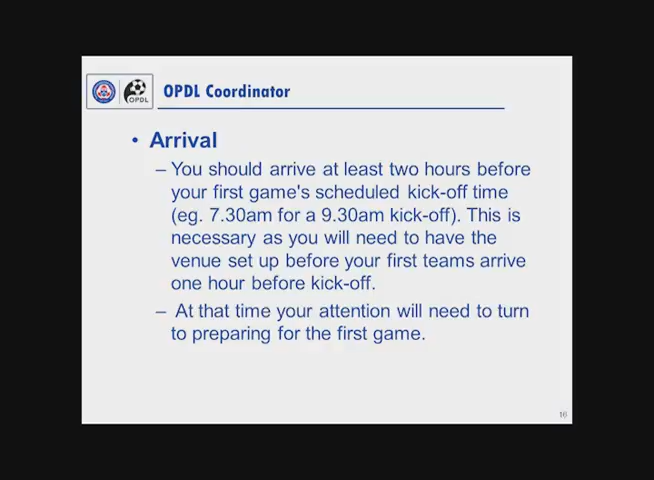 OPDL
OPDL Coordinator
• Arrival
– You should arrive at least two hours before
your first game's scheduled kick-off time
(eg. 7.30am for a 9.30am kick-off). This is
necessary as you will need to have the
venue set up before your first teams arrive
one hour before kick-off.
– At that time your attention will need to turn
to preparing for the first game.
16